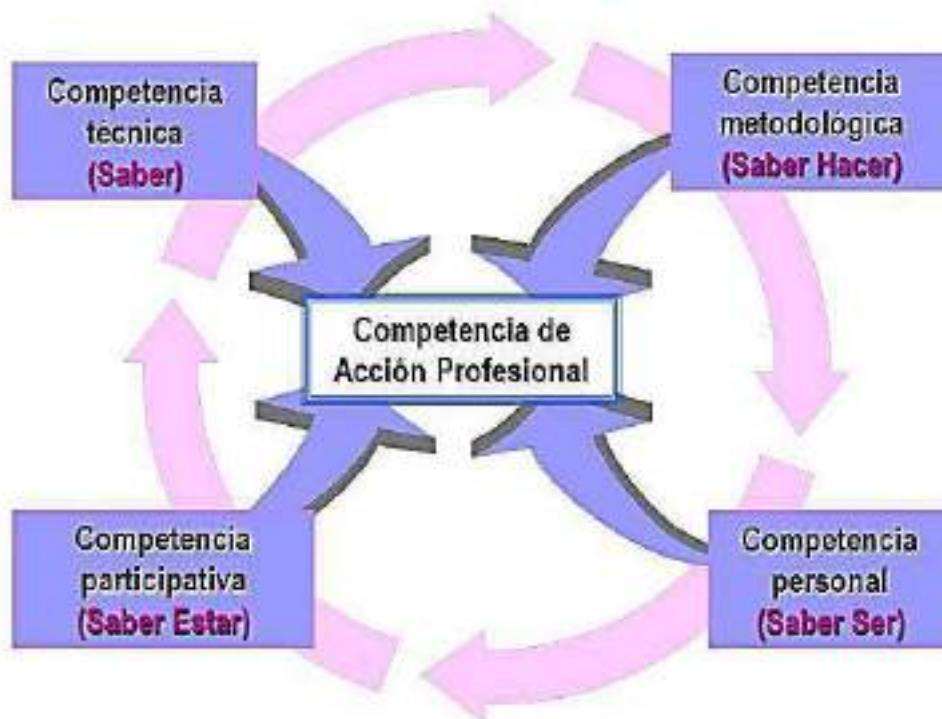 Competencia
técnica
(Saber)
Competencia
metodológica
(Saber Hacer)
Competencia de
Acción Profesional
Competencia
participativa
(Saber Estar)
Competencia
personal
(Saber Ser)